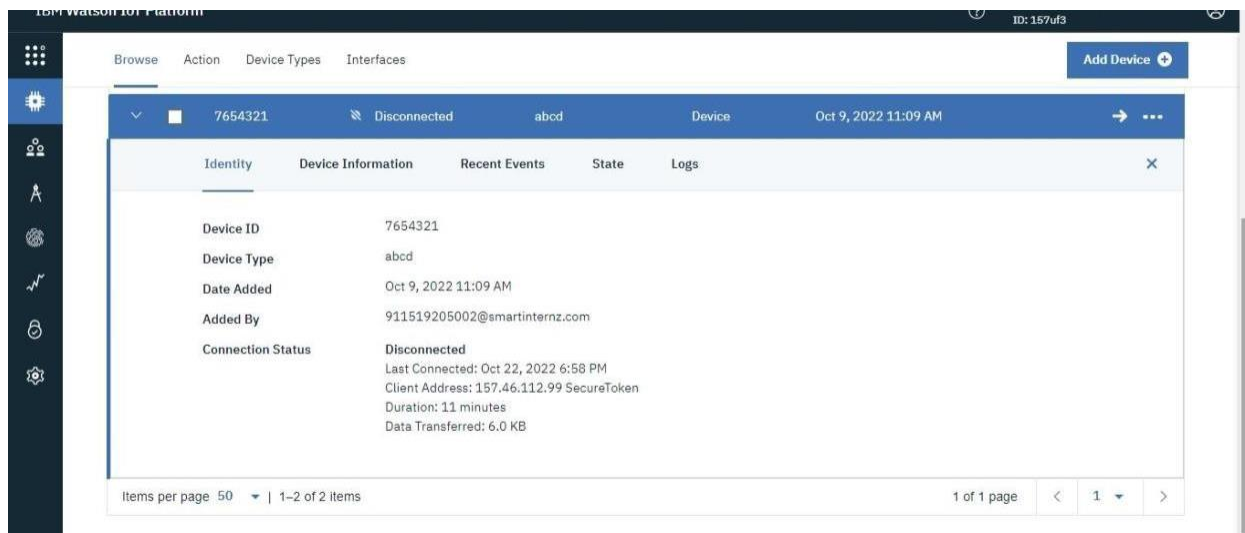 IBM Watson IoT Platform
ID: 157uf3
Browse Action Device Types Interfaces Add Device
7654321 Disconnected abcd Device Oct 9, 2022 11:09 AM
Identity Device Information Recent Events State Logs
Device ID 7654321
Device Type abcd
Date Added Oct 9, 2022 11:09 AM
Added By 911519205002@smartinternz.com
Connection Status Disconnected
Last Connected: Oct 22, 2022 6:58 PM
Client Address: 157.46.112.99 SecureToken
Duration: 11 minutes
Data Transferred: 6.0 KB
Items per page 50 | 1–2 of 2 items 1 of 1 page < 1 >